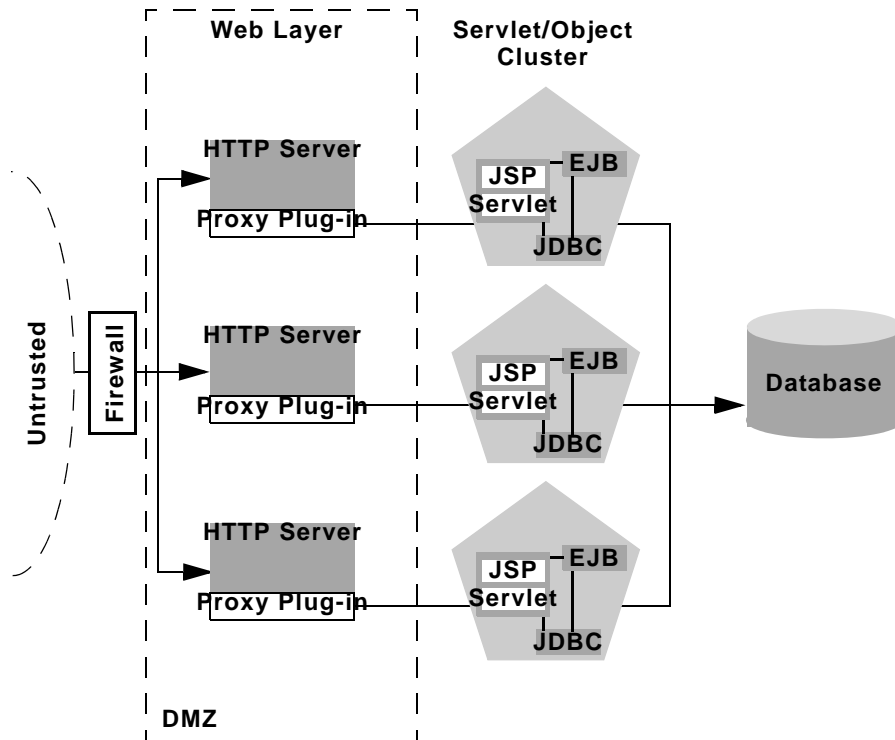 Web Layer
Servlet/Object
Cluster
Untrusted
Firewall
HTTP Server
Proxy Plug-in
JSP
Servlet
EJB
JDBC
HTTP Server
Proxy Plug-in
JSP
Servlet
EJB
JDBC
Database
HTTP Server
Proxy Plug-in
JSP
Servlet
EJB
JDBC
DMZ